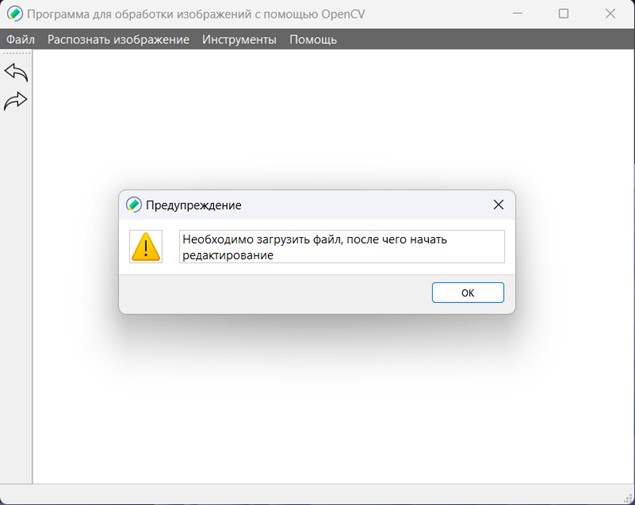 Программа для обработки изображений с помощью OpenCV
Файл Распознать изображение Инструменты Помощь
Предупреждение
Необходимо загрузить файл, после чего начать
редактирование
ОК